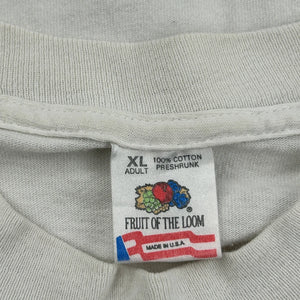 XL 100% COTTON
ADULT PRESHRUNK
®
FRUIT OF THE LOOM
MADE IN U.S.A.